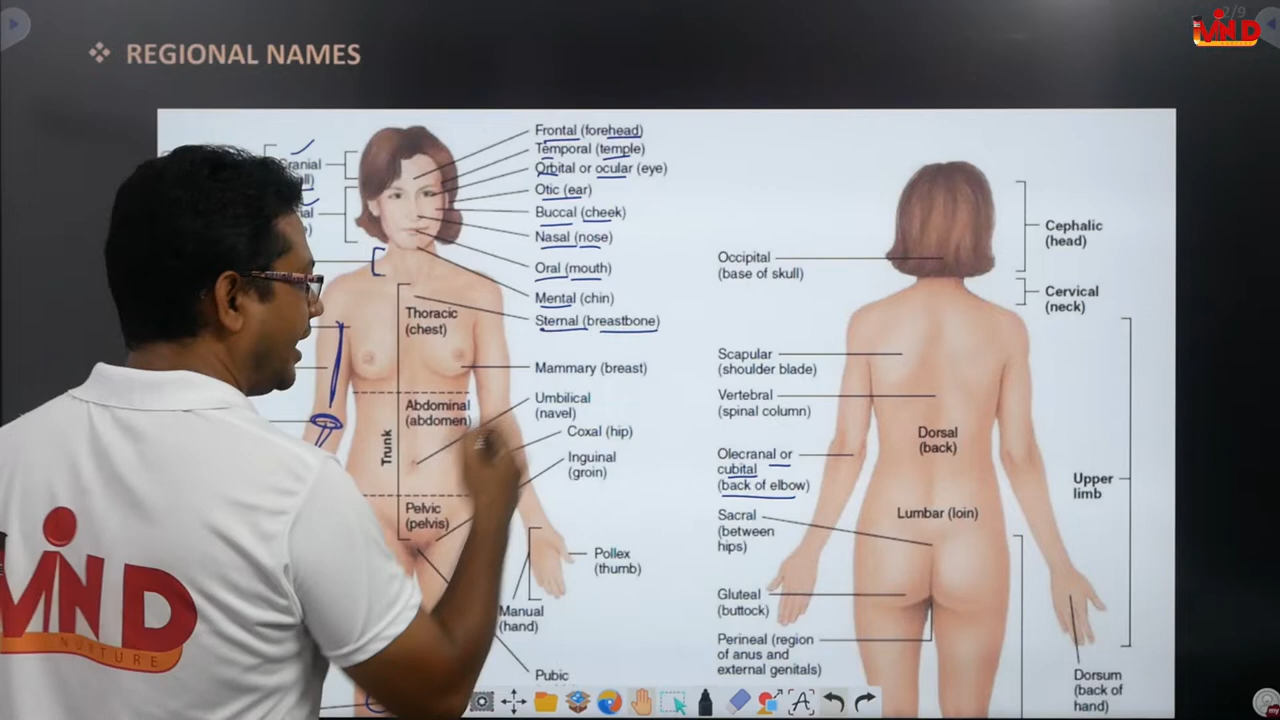 2/9
MIND
❖ REGIONAL NAMES
Cranial
Frontal (forehead)
Temporal (temple)
Orbital or ocular (eye)
Otic (ear)
Buccal (cheek)
Nasal (nose)
Oral (mouth)
Mental (chin)
Sternal (breastbone)
Thoracic
(chest)
Mammary (breast)
Abdominal
(abdomen)
Umbilical
(navel)
Coxal (hip)
Inguinal
(groin)
Trunk
Pelvic
(pelvis)
Pollex
(thumb)
Manual
(hand)
Pubic
Occipital
(base of skull)
Cephalic
(head)
Cervical
(neck)
Scapular
(shoulder blade)
Vertebral
(spinal column)
Dorsal
(back)
Olecranal or
cubital
(back of elbow)
Upper
limb
Sacral
(between
hips)
Lumbar (loin)
Gluteal
(buttock)
Perineal (region
of anus and
external genitals)
Dorsum
(back of
hand)
MIND
NURTURE